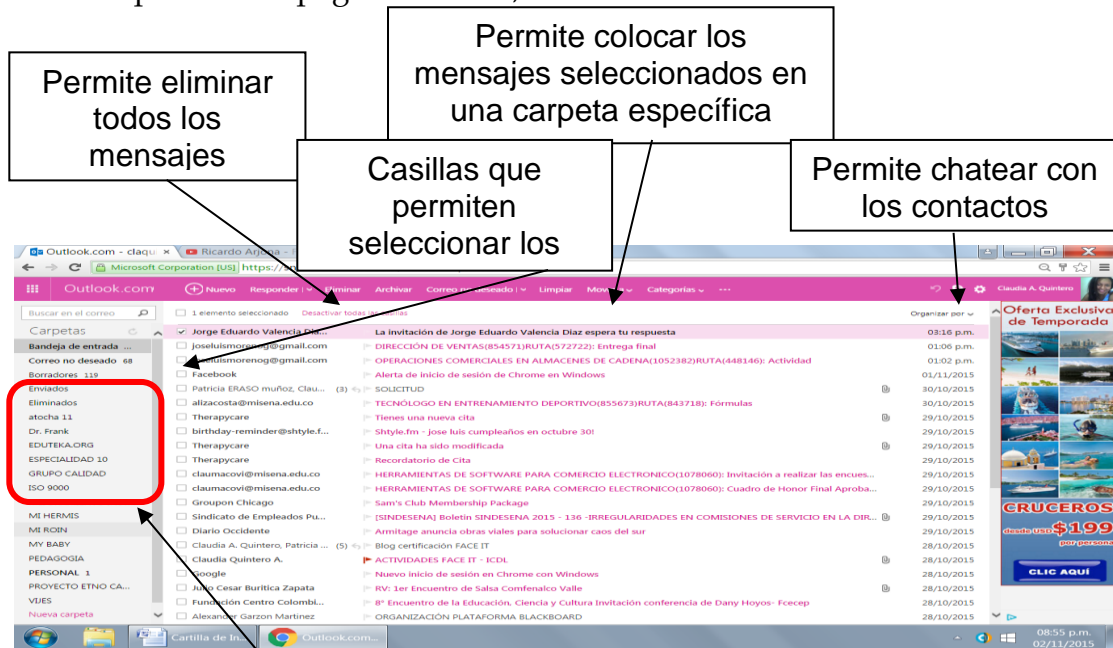 Permite colocar los
mensajes seleccionados en
una carpeta específica
Permite eliminar
todos los
mensajes
Casillas que
permiten
seleccionar los
Permite chatear con
los contactos
Outlook.com - claqu × Ricardo Arjona -
Microsoft Corporation [US] https://
Outlook.com Nuevo Responder Eliminar Archivar Correo no deseado Limpiar Categorías ··· Claudia A. Quintero
Buscar en el correo 1 elemento seleccionado Desactivar todas las Organizar por
Carpetas
Bandeja de entrada ...
Correo no deseado 68
Borradores 119
Enviados
Eliminados
atocha 11
Dr. Frank
EDUTEKA.ORG
ESPECIALIDAD 10
GRUPO CALIDAD
ISO 9000
MI HERMIS
MI ROIN
MY BABY
PEDAGOGIA
PERSONAL 1
PROYECTO ETNO CA...
VIJES
Nueva carpeta
Jorge Eduardo Valencia Dia... La invitación de Jorge Eduardo Valencia Diaz espera tu respuesta 03:16 p.m.
joseluismorenog@gmail.com DIRECCIÓN DE VENTAS(854571)RUTA(572722): Entrega final 01:06 p.m.
joseluismorenog@gmail.com OPERACIONES COMERCIALES EN ALMACENES DE CADENA(1052382)RUTA(448146): Actividad 01:02 p.m.
Facebook Alerta de inicio de sesión de Chrome en Windows 01/11/2015
Patricia ERASO muñoz, Clau... (3) SOLICITUD 30/10/2015
alizacosta@misena.edu.co TECNÓLOGO EN ENTRENAMIENTO DEPORTIVO(855673)RUTA(843718): Fórmulas 30/10/2015
Therapycare Tienes una nueva cita 29/10/2015
birthday-reminder@shtyle.f... Shtyle.fm - jose luis cumpleaños en octubre 30! 29/10/2015
Therapycare Una cita ha sido modificada 29/10/2015
Therapycare Recordatorio de Cita 29/10/2015
claumacovi@misena.edu.co HERRAMIENTAS DE SOFTWARE PARA COMERCIO ELECTRONICO(1078060): Invitación a realizar las encues... 29/10/2015
claumacovi@misena.edu.co HERRAMIENTAS DE SOFTWARE PARA COMERCIO ELECTRONICO(1078060): Cuadro de Honor Final Aproba... 29/10/2015
Groupon Chicago Sam's Club Membership Package 29/10/2015
Sindicato de Empleados Pu... [SINDESENA] Boletin SINDESENA 2015 - 136 -IRREGULARIDADES EN COMISIONES DE SERVICIO EN LA DIR... 29/10/2015
Diario Occidente Armitage anuncia obras viales para solucionar caos del sur 29/10/2015
Claudia A. Quintero, Patricia ... (5) Blog certificación FACE IT 28/10/2015
Claudia Quintero A. ACTIVIDADES FACE IT - ICDL 28/10/2015
Google Nuevo inicio de sesión en Chrome con Windows 28/10/2015
Julio Cesar Buritica Zapata RV: 1er Encuentro de Salsa Comfenalco Valle 28/10/2015
Fundación Centro Colombi... 8° Encuentro de la Educación, Ciencia y Cultura Invitación conferencia de Dany Hoyos- Fcecep 28/10/2015
Alexander Garzon Martinez ORGANIZACIÓN PLATAFORMA BLACKBOARD 28/10/2015
Oferta Exclusiva
de Temporada
CRUCEROS
desde USD $199
por persona
CLIC AQUÍ
Cartilla de In... Outlook.com... 08:55 p.m.
02/11/2015